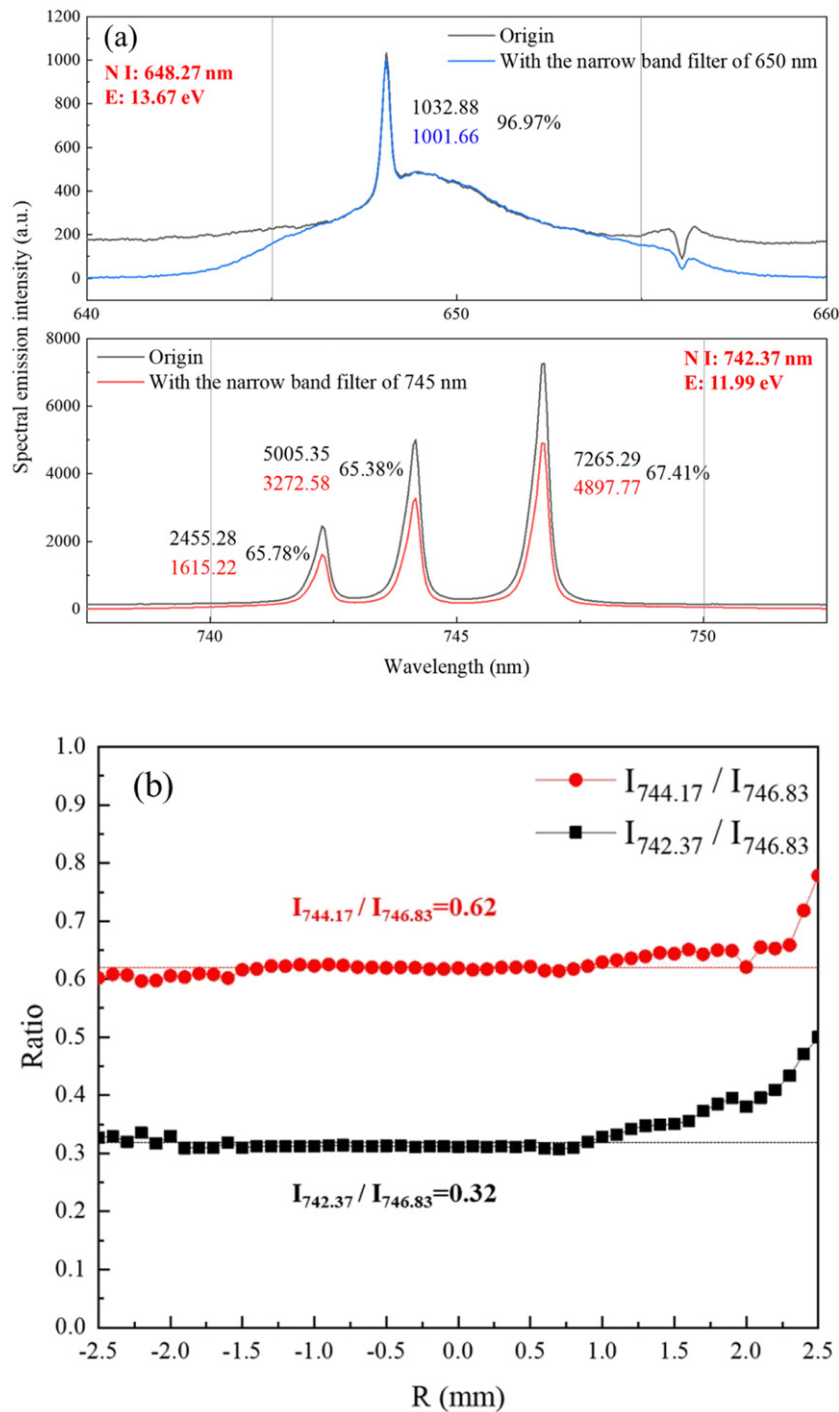 (a)
Origin
With the narrow band filter of 650 nm
N I: 648.27 nm
E: 13.67 eV
1032.88
1001.66
96.97%
1200
1000
800
600
400
200
0
640
650
660
Spectral emission intensity (a.u.)
Origin
With the narrow band filter of 745 nm
N I: 742.37 nm
E: 11.99 eV
5005.35
3272.58
65.38%
7265.29
4897.77
67.41%
2455.28
1615.22
65.78%
8000
6000
4000
2000
0
740
745
750
Wavelength (nm)
(b)
I744.17 / I746.83
I742.37 / I746.83
I744.17 / I746.83=0.62
I742.37 / I746.83=0.32
1.0
0.9
0.8
0.7
0.6
0.5
0.4
0.3
0.2
0.1
0.0
Ratio
-2.5 -2.0 -1.5 -1.0 -0.5 0.0 0.5 1.0 1.5 2.0 2.5
R (mm)